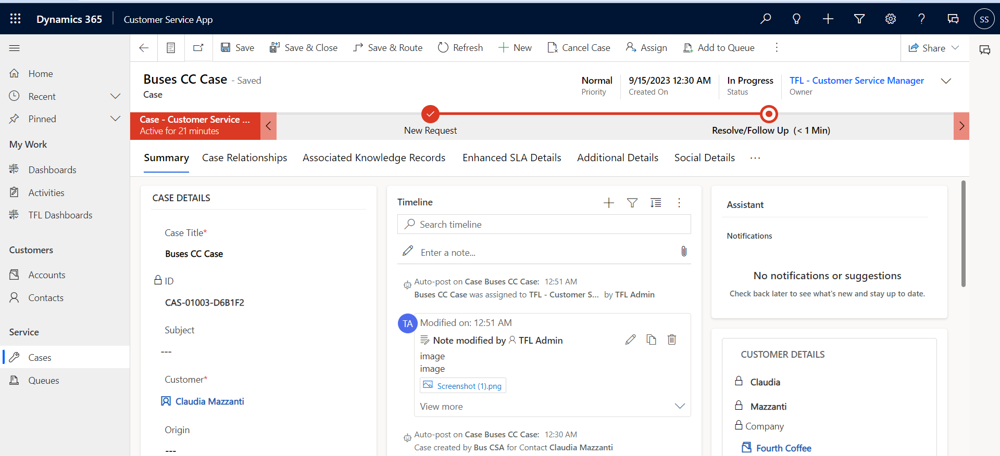 Dynamics 365
Customer Service App
SS
Save
Save & Close
Save & Route
Refresh
New
Cancel Case
Assign
Add to Queue
Share
Home
Recent
Pinned
My Work
Dashboards
Activities
TFL Dashboards
Customers
Accounts
Contacts
Service
Cases
Queues
Buses CC Case - Saved
Case
Normal
Priority
9/15/2023 12:30 AM
Created On
In Progress
Status
TFL - Customer Service Manager
Owner
Case - Customer Service ...
Active for 21 minutes
New Request
Resolve/Follow Up (< 1 Min)
Summary
Case Relationships
Associated Knowledge Records
Enhanced SLA Details
Additional Details
Social Details
...
CASE DETAILS
Case Title*
Buses CC Case
ID
CAS-01003-D6B1F2
Subject
---
Customer*
Claudia Mazzanti
Origin
---
Timeline
Search timeline
Enter a note...
Auto-post on Case Buses CC Case: 12:51 AM
Buses CC Case was assigned to TFL - Customer S... by TFL Admin
TA
Modified on: 12:51 AM
Note modified by TFL Admin
image
image
Screenshot (1).png
View more
Auto-post on Case Buses CC Case: 12:30 AM
Case created by Bus CSA for Contact Claudia Mazzanti
Assistant
Notifications
No notifications or suggestions
Check back later to see what's new and stay up to date.
CUSTOMER DETAILS
Claudia
Mazzanti
Company
Fourth Coffee